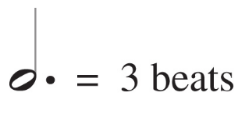 𝅗𝅥. = 3 beats